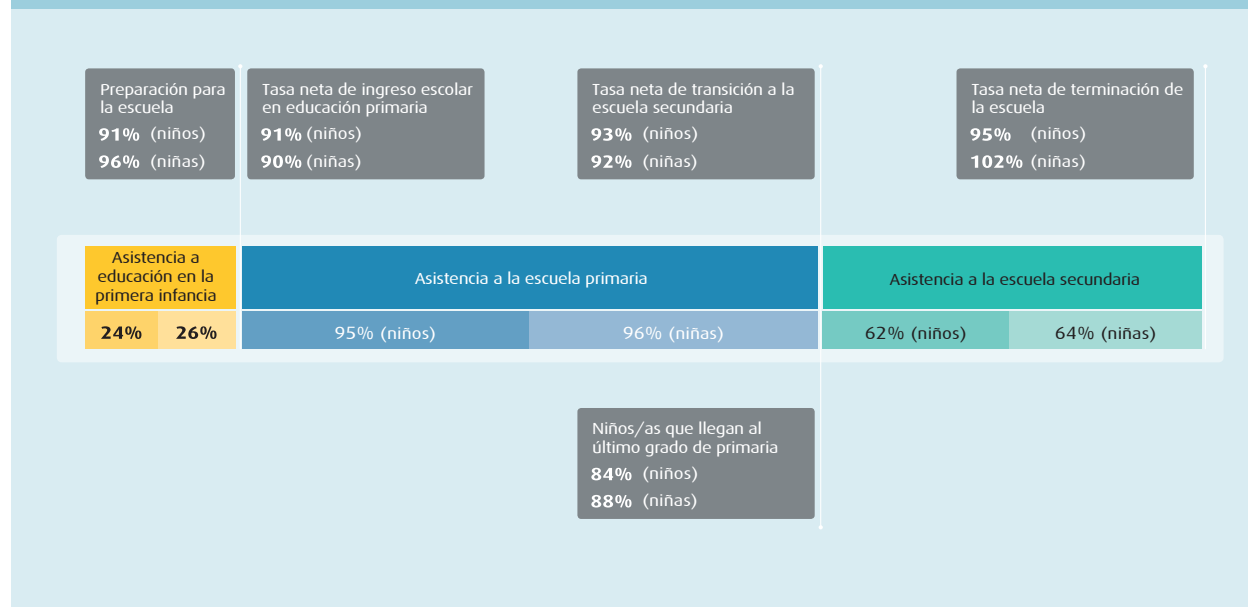 Preparación para
la escuela
91% (niños)
96% (niñas)
Tasa neta de ingreso escolar
en educación primaria
91% (niños)
90% (niñas)
Tasa neta de transición a la
escuela secundaria
93% (niños)
92% (niñas)
Tasa neta de terminación de
la escuela
95% (niños)
102% (niñas)
Asistencia a
educación en la
primera infancia
Asistencia a la escuela primaria
Asistencia a la escuela secundaria
24% 26%
95% (niños) 96% (niñas)
62% (niños) 64% (niñas)
Niños/as que llegan al
último grado de primaria
84% (niños)
88% (niñas)